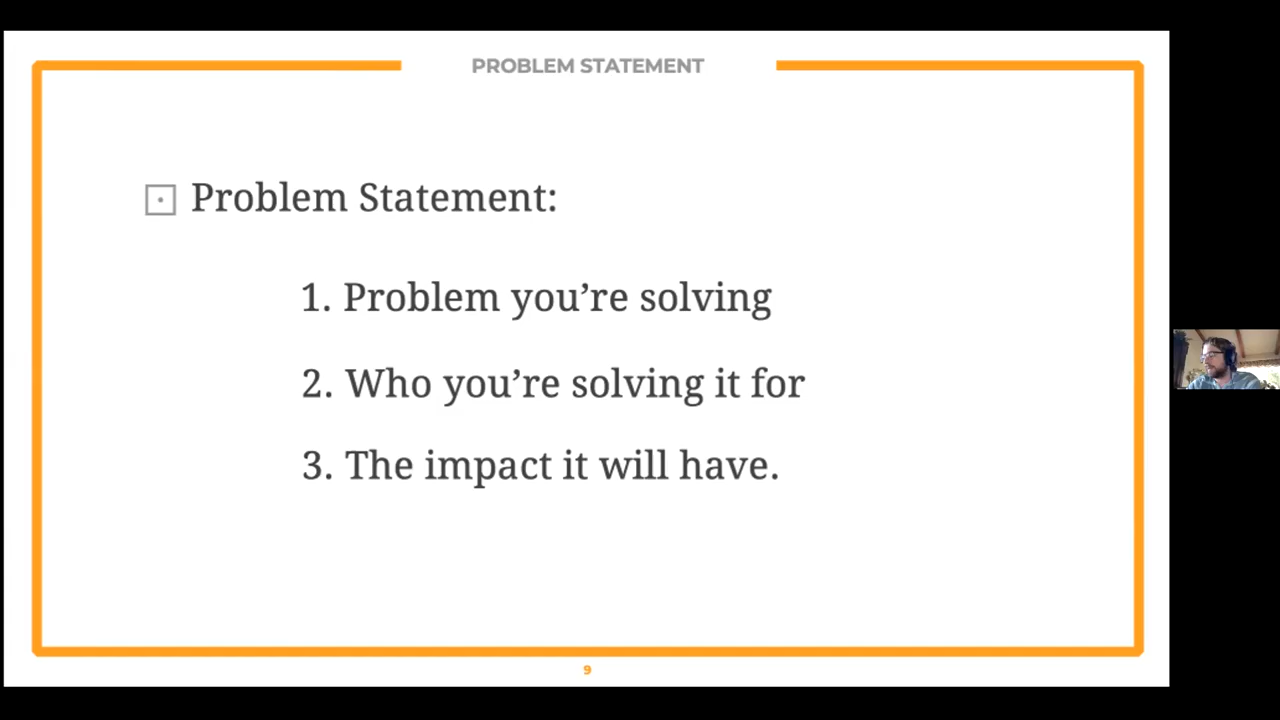 PROBLEM STATEMENT
Problem Statement:
1. Problem you’re solving
2. Who you’re solving it for
3. The impact it will have.
9